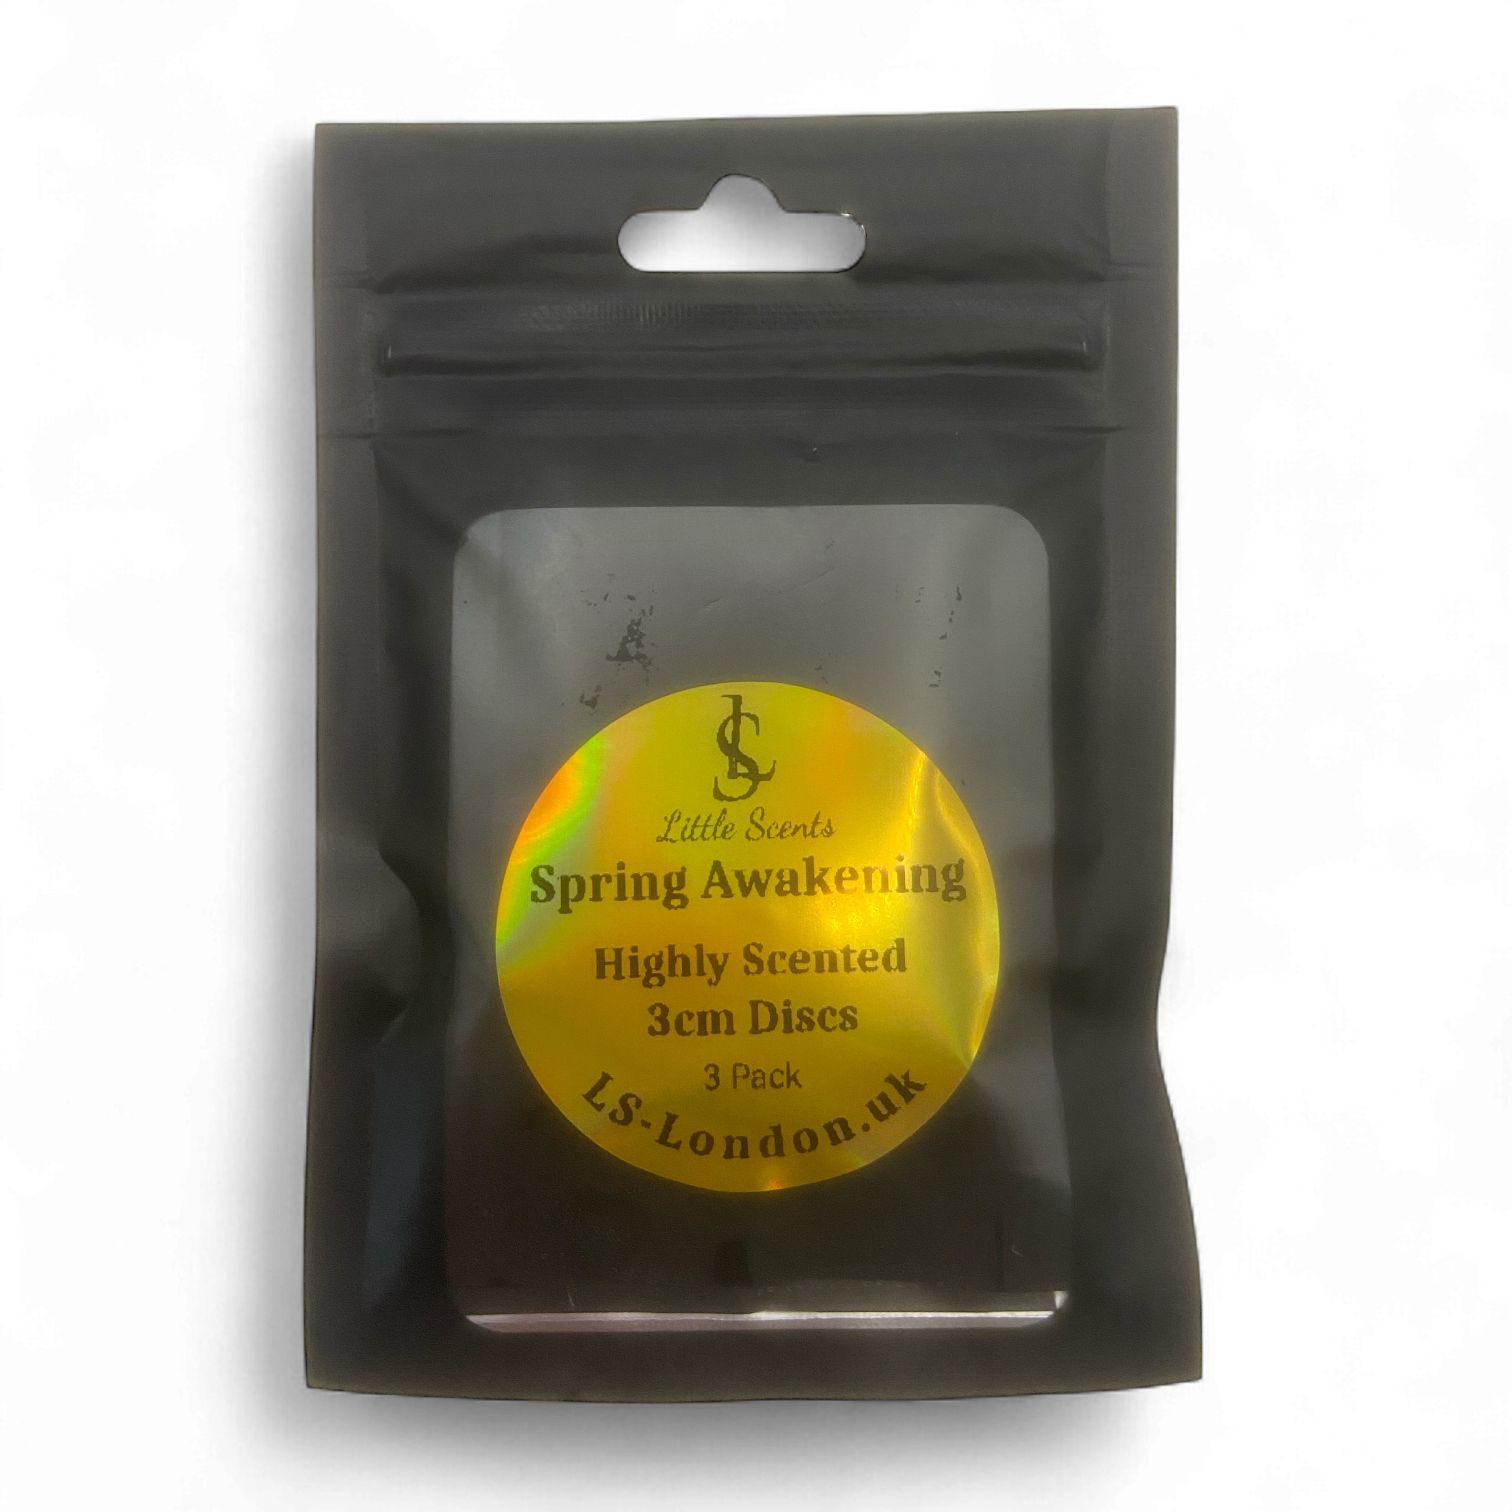 LS
Little Scents
Spring Awakening
Highly Scented
3cm Discs
3 Pack
LS-London.uk